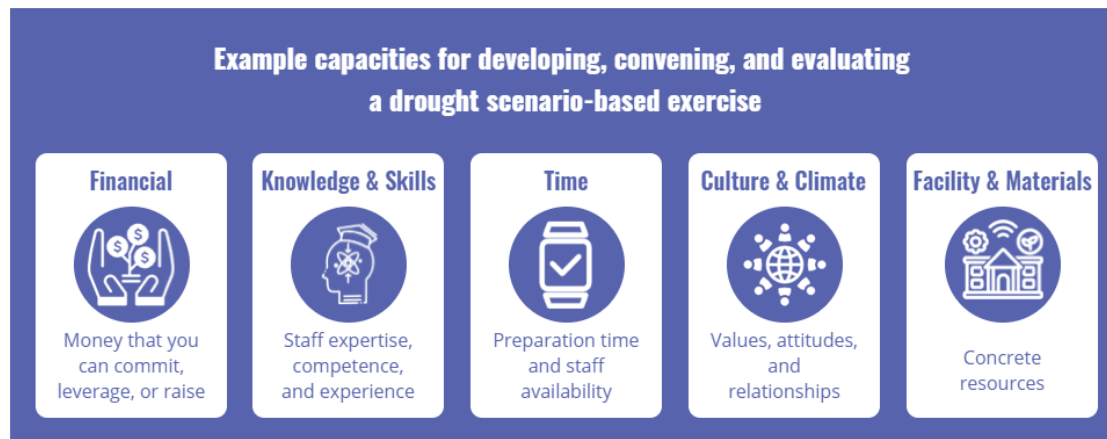 Example capacities for developing, convening, and evaluating
a drought scenario-based exercise
Financial
$
$
$
Money that you
can commit,
leverage, or raise
Knowledge & Skills
Staff expertise,
competence,
and experience
Time
Preparation time
and staff
availability
Culture & Climate
Values, attitudes,
and
relationships
Facility & Materials
Concrete
resources